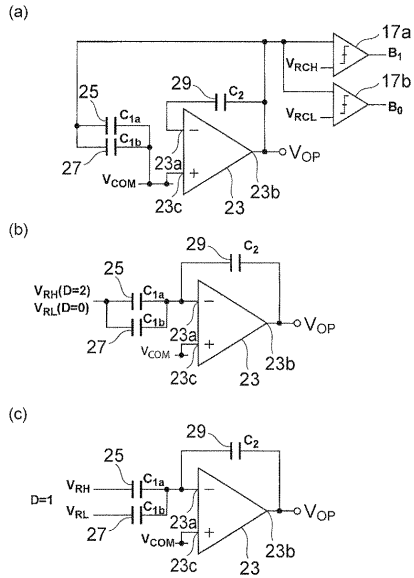 (a)
17a
B1
VRCH
17b
29
C2
25
C1a
VRCL
B0
C1b
23a
27
VCOM
VOP
23c
23
23b
(b)
29
C2
25
VRH(D=2)
C1a
VRL(D=0)
C1b
23a
VOP
27
VCOM
23b
23c
23
(c)
29
C2
25
VRH
C1a
D=1
VRL
C1b
23a
VOP
27
VCOM
23b
23c
23